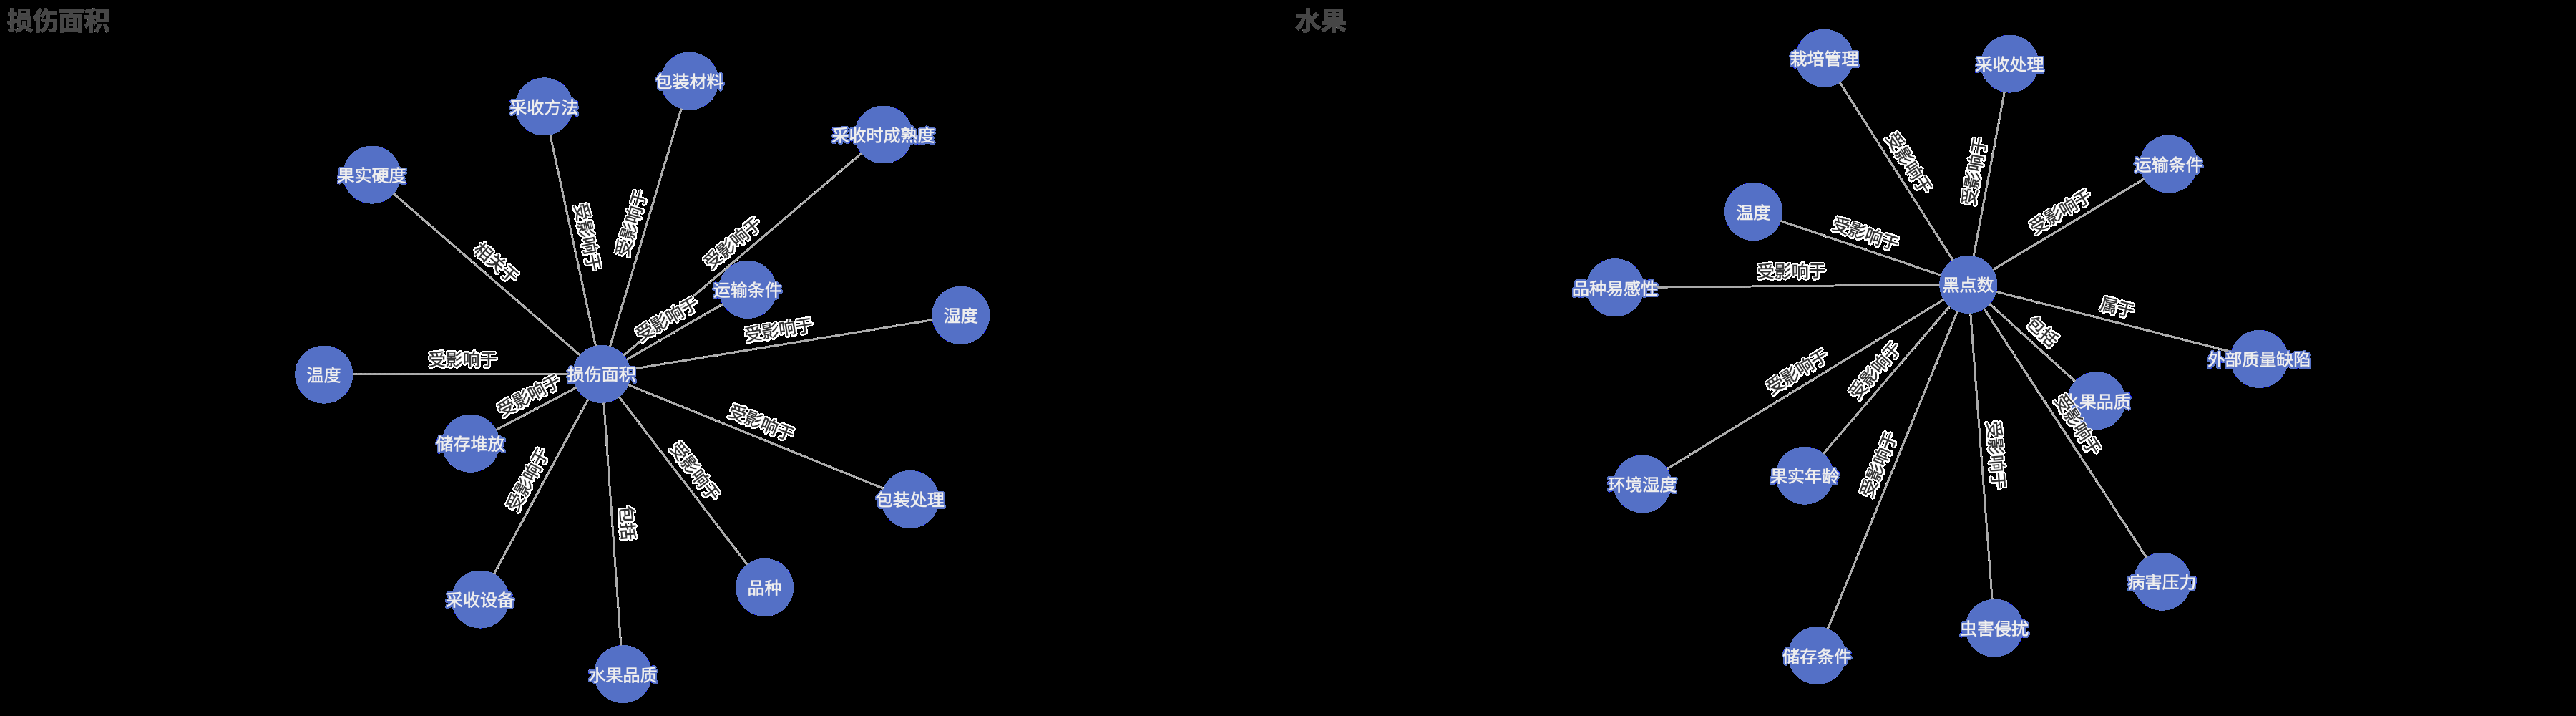 损伤面积
包装材料
采收方法
采收时成熟度
果实硬度
受影响于
受影响于
受影响于
相关于
运输条件
受影响于
湿度
受影响于
受影响于
温度
损伤面积
受影响于
储存堆放
受影响于
受影响于
受影响于
包装处理
包括
采收设备
品种
水果品质
水果
栽培管理
采收处理
运输条件
受影响于
受影响于
受影响于
温度
受影响于
品种易感性
受影响于
黑点数
属于
包括
外部质量缺陷
受影响于
受影响于
水果品质
受影响于
环境湿度
果实年龄
受影响于
受影响于
病害压力
虫害侵扰
储存条件